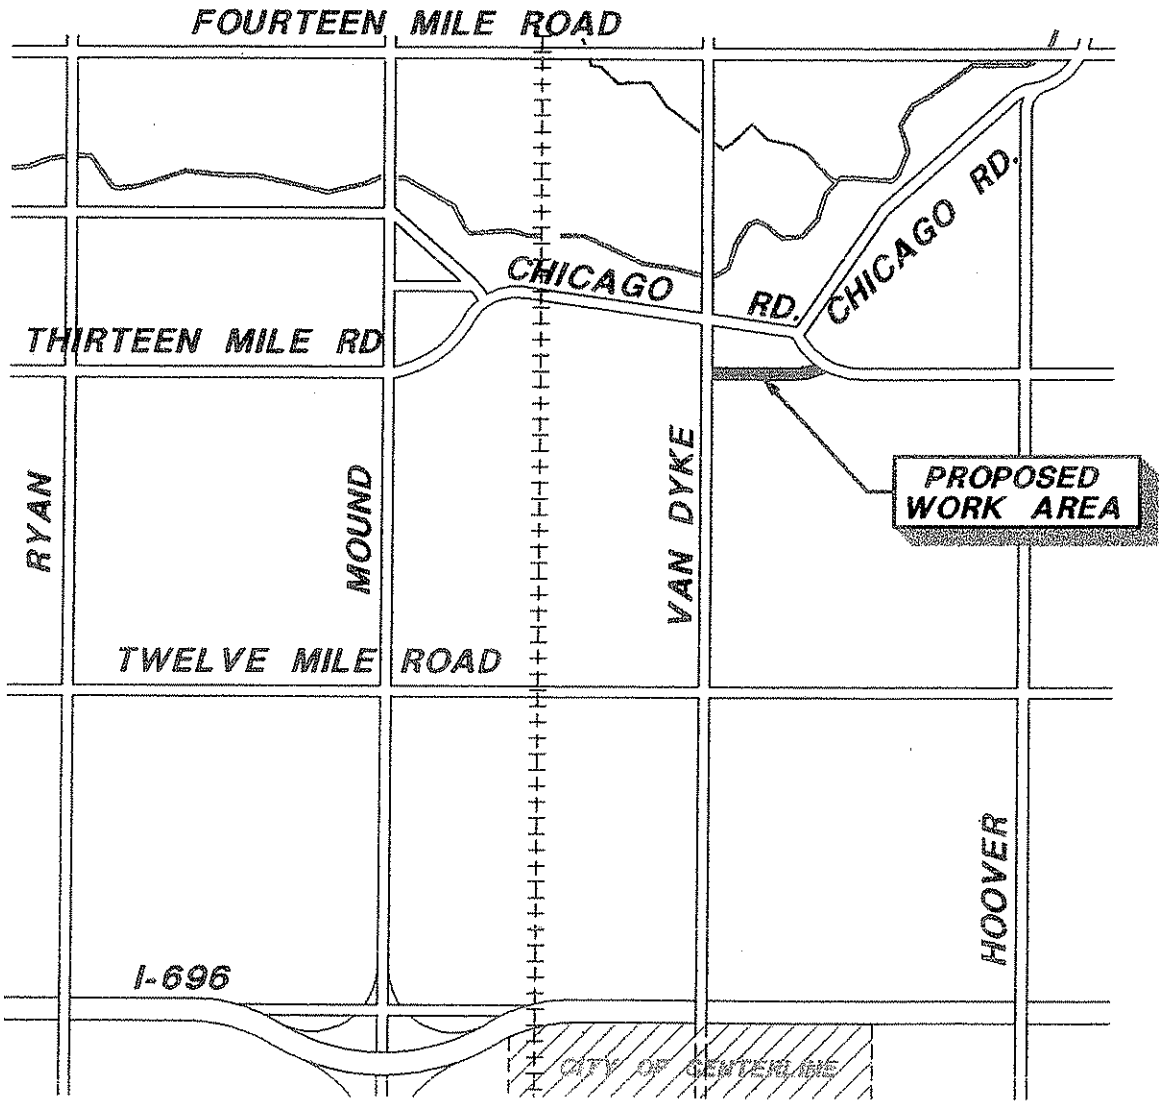 FOURTEEN MILE ROAD
CHICAGO RD.
CHICAGO RD.
THIRTEEN MILE RD
RYAN
MOUND
VAN DYKE
PROPOSED
WORK AREA
TWELVE MILE ROAD
HOOVER
I-696
CITY OF CENTERLINE